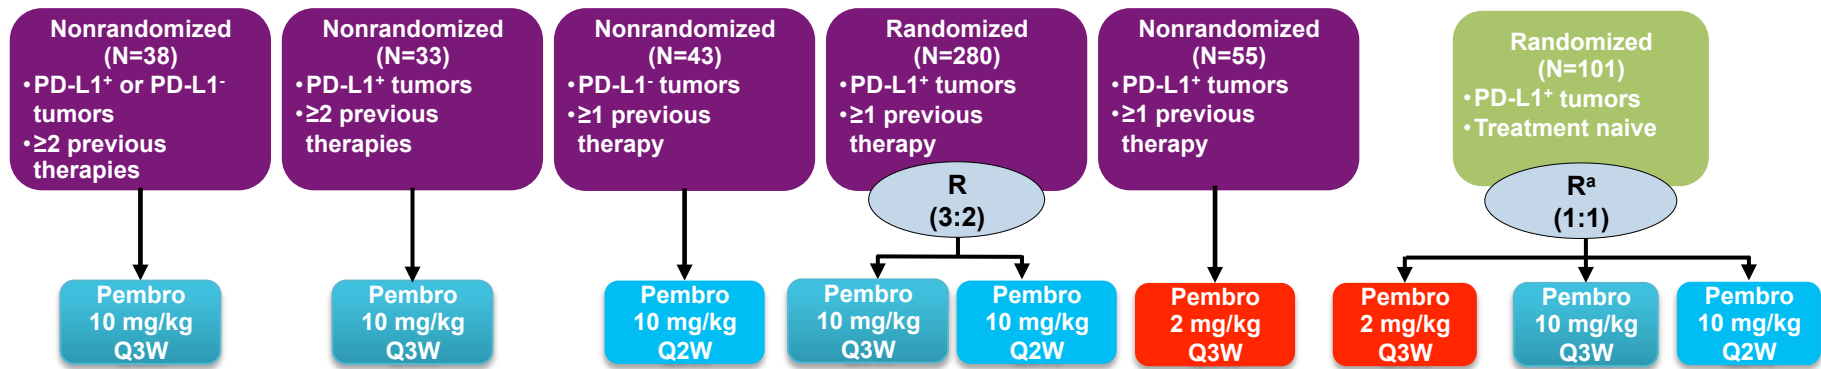 Nonrandomized
(N=38)
•PD-L1+ or PD-L1-
tumors
•≥2 previous
therapies
Nonrandomized
(N=33)
•PD-L1+ tumors
•≥2 previous
therapies
Nonrandomized
(N=43)
•PD-L1- tumors
•≥1 previous
therapy
Randomized
(N=280)
•PD-L1+ tumors
•≥1 previous
therapy
Nonrandomized
(N=55)
•PD-L1+ tumors
•≥1 previous
therapy
Randomized
(N=101)
•PD-L1+ tumors
•Treatment naive
R
(3:2)
Ra
(1:1)
Pembro
10 mg/kg
Q3W
Pembro
10 mg/kg
Q3W
Pembro
10 mg/kg
Q2W
Pembro
10 mg/kg
Q3W
Pembro
10 mg/kg
Q2W
Pembro
2 mg/kg
Q3W
Pembro
2 mg/kg
Q3W
Pembro
10 mg/kg
Q3W
Pembro
10 mg/kg
Q2W